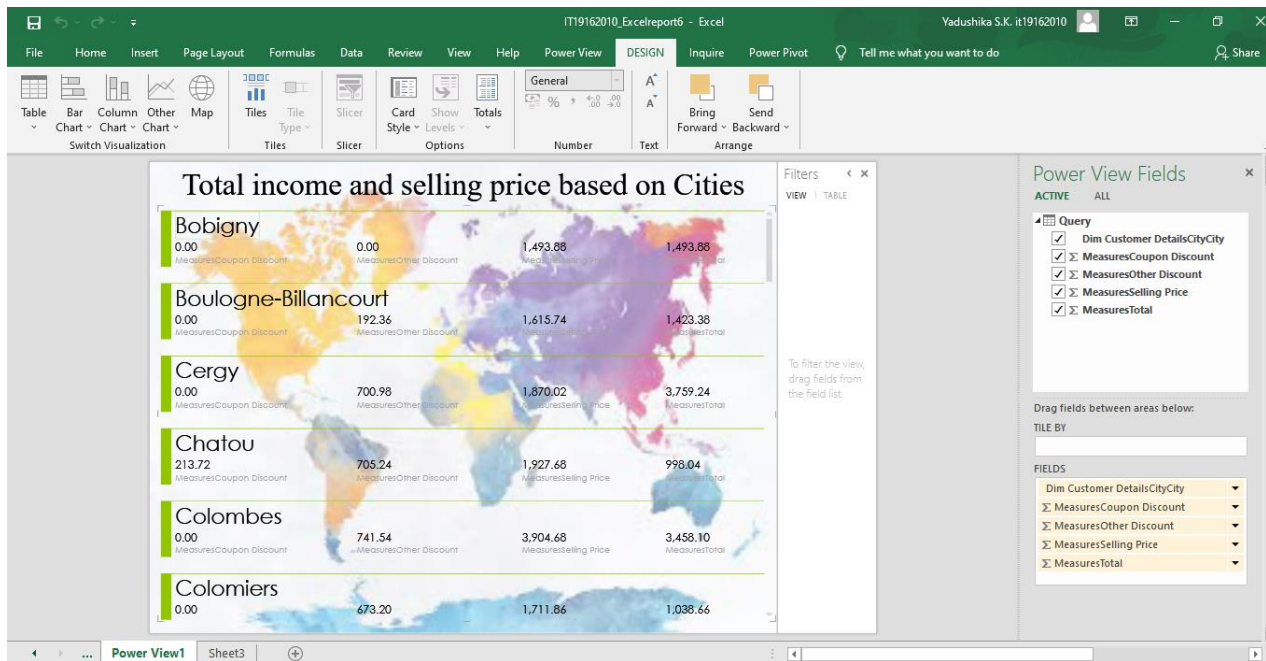 IT19162010_Excelreport6 - Excel
Yadushika S.K. it19162010
File Home Insert Page Layout Formulas Data Review View Help Power View DESIGN Inquire Power Pivot Tell me what you want to do Share
Table
Bar Chart
Column Chart
Other Chart
Map
Switch Visualization
Tiles
Tile Type
Tiles
Slicer
Slicer
Card Style
Show Levels
Totals
Options
General
% ,
Number
A
A
Text
Bring Forward
Send Backward
Arrange
Total income and selling price based on Cities
Bobigny
0.00 0.00 1,493.88 1,493.88
MeasuresCoupon Discount MeasuresOther Discount MeasuresSelling Price MeasuresTotal
Boulogne-Billancourt
0.00 192.36 1,615.74 1,423.38
MeasuresCoupon Discount MeasuresOther Discount MeasuresSelling Price MeasuresTotal
Cergy
0.00 700.98 1,870.02 3,759.24
MeasuresCoupon Discount MeasuresOther Discount MeasuresSelling Price MeasuresTotal
Chatou
213.72 705.24 1,927.68 998.04
MeasuresCoupon Discount MeasuresOther Discount MeasuresSelling Price MeasuresTotal
Colombes
0.00 741.54 3,904.68 3,458.10
MeasuresCoupon Discount MeasuresOther Discount MeasuresSelling Price MeasuresTotal
Colomiers
0.00 673.20 1,711.86 1,038.66
Filters
VIEW | TABLE
To filter the view,
drag fields from
the field list.
Power View Fields
ACTIVE ALL
Query
Dim Customer DetailsCityCity
Σ MeasuresCoupon Discount
Σ MeasuresOther Discount
Σ MeasuresSelling Price
Σ MeasuresTotal
Drag fields between areas below:
TILE BY
FIELDS
Dim Customer DetailsCityCity
Σ MeasuresCoupon Discount
Σ MeasuresOther Discount
Σ MeasuresSelling Price
Σ MeasuresTotal
... Power View1 Sheet3